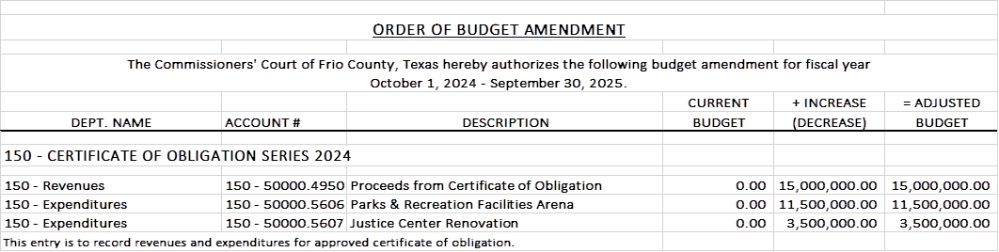 ORDER OF BUDGET AMENDMENT
The Commissioners' Court of Frio County, Texas hereby authorizes the following budget amendment for fiscal year
October 1, 2024 - September 30, 2025.
CURRENT + INCREASE = ADJUSTED
DEPT. NAME ACCOUNT # DESCRIPTION BUDGET (DECREASE) BUDGET
150 - CERTIFICATE OF OBLIGATION SERIES 2024
150 - Revenues 150 - 50000.4950 Proceeds from Certificate of Obligation 0.00 15,000,000.00 15,000,000.00
150 - Expenditures 150 - 50000.5606 Parks & Recreation Facilities Arena 0.00 11,500,000.00 11,500,000.00
150 - Expenditures 150 - 50000.5607 Justice Center Renovation 0.00 3,500,000.00 3,500,000.00
This entry is to record revenues and expenditures for approved certificate of obligation.